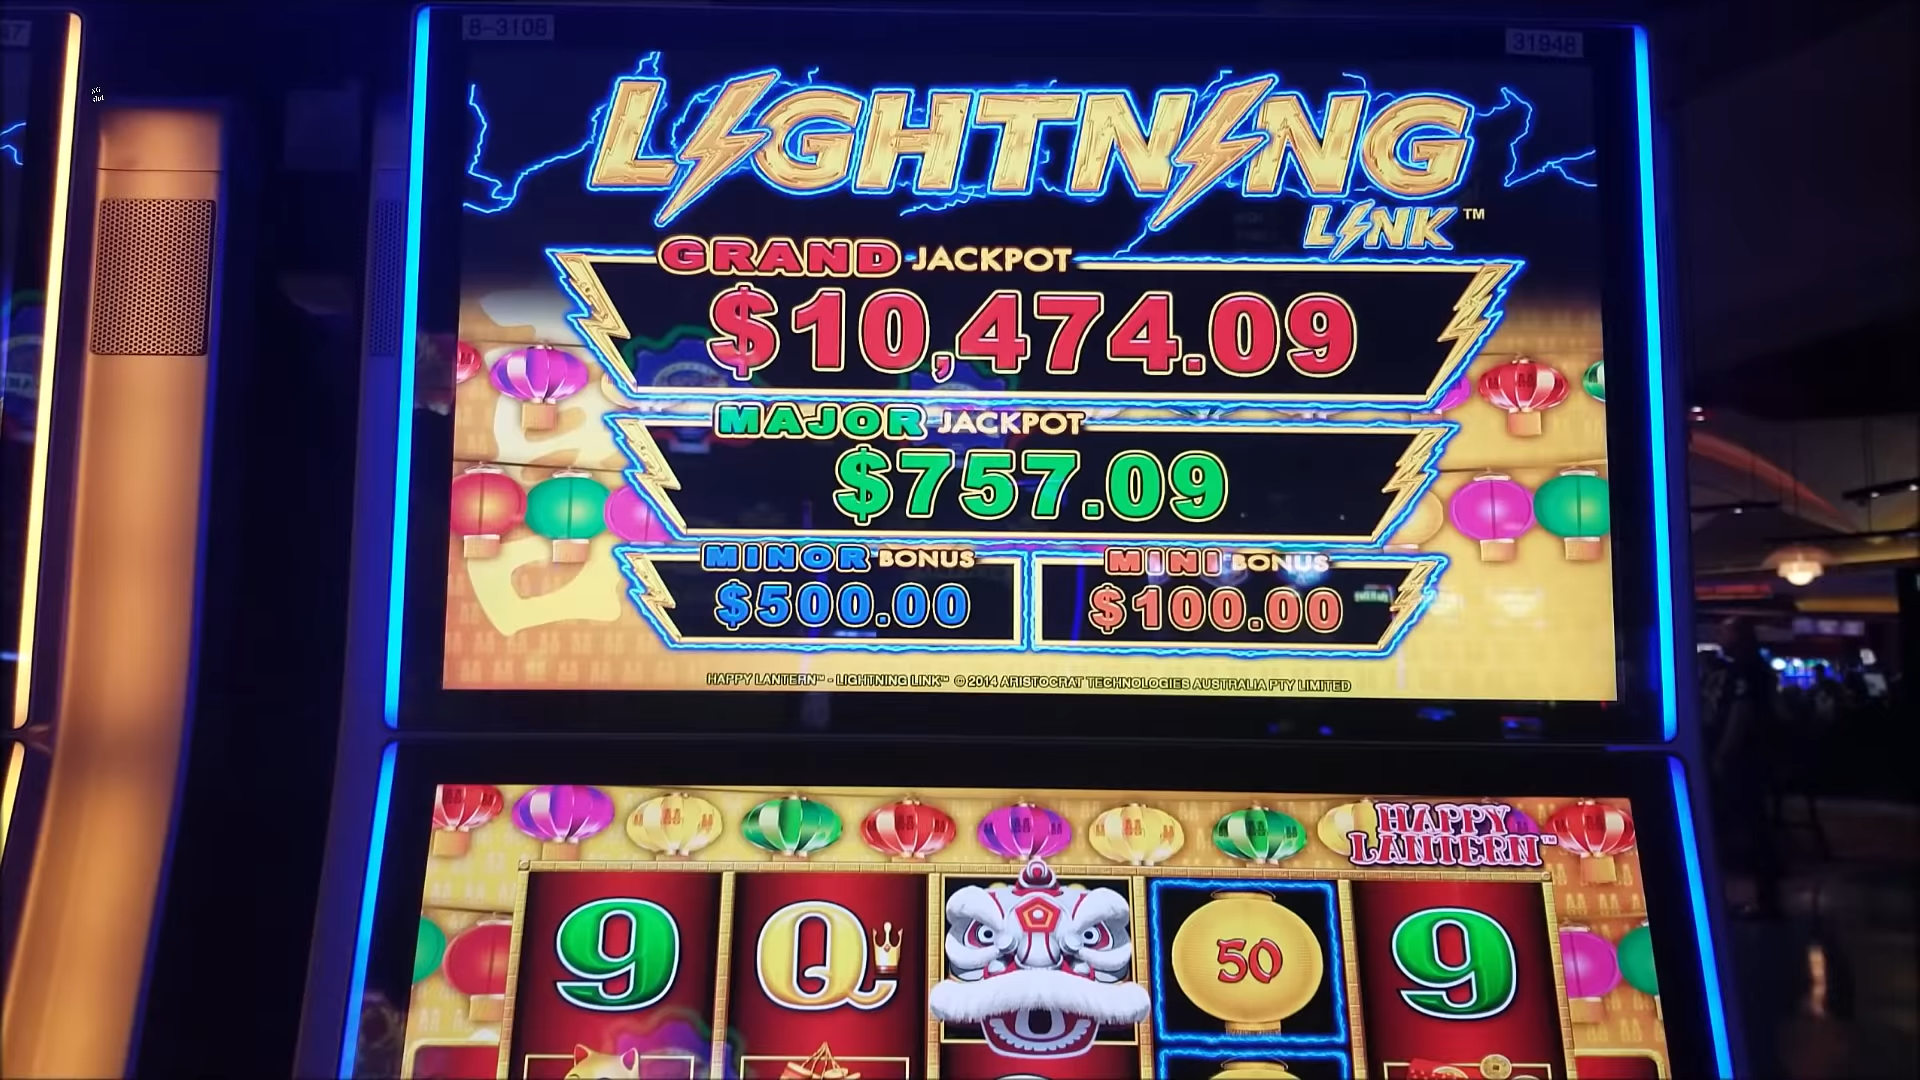 B-3108
31948
LIGHTNING
LINK™
GRAND JACKPOT
$10,474.09
MAJOR JACKPOT
$757.09
MINOR BONUS
$500.00
MINI BONUS
$100.00
HAPPY LANTERN™ - LIGHTNING LINK™ © 2014 ARISTOCRAT TECHNOLOGIES AUSTRALIA PTY LIMITED
HAPPY
LANTERN™
9
Q
50
9